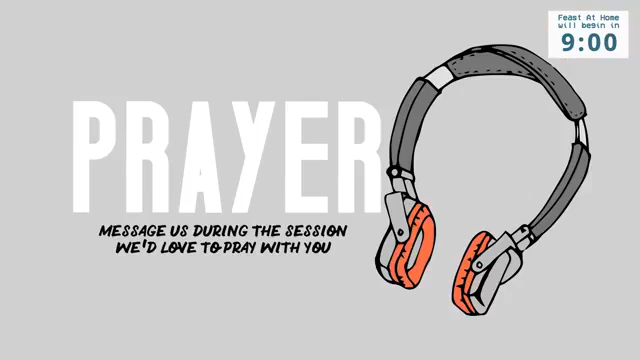 Feast At Home
will begin in
9:00
PRAYER
MESSAGE US DURING THE SESSION
WE'D LOVE TO PRAY WITH YOU